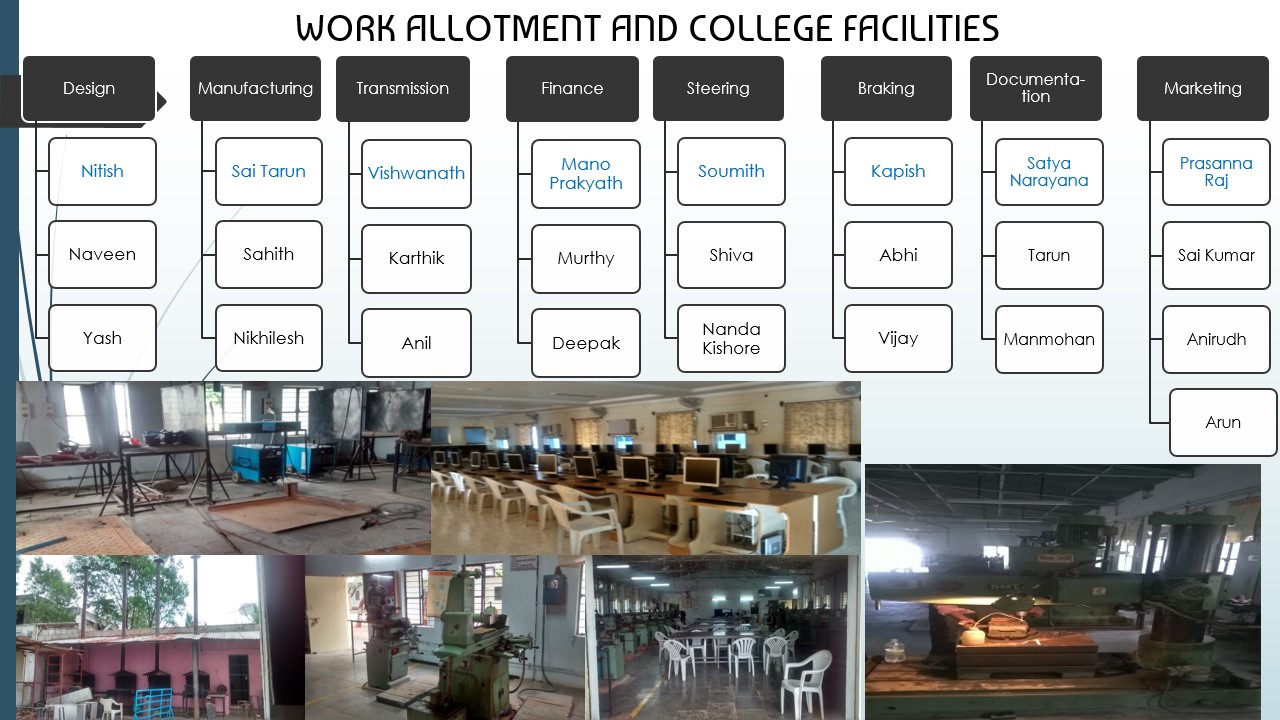 WORK ALLOTMENT AND COLLEGE FACILITIES
Design
Manufacturing
Transmission
Finance
Steering
Braking
Documenta-
tion
Marketing
Nitish
Sai Tarun
Vishwanath
Mano
Prakyath
Soumith
Kapish
Satya
Narayana
Prasanna
Raj
Naveen
Sahith
Karthik
Murthy
Shiva
Abhi
Tarun
Sai Kumar
Yash
Nikhilesh
Anil
Deepak
Nanda
Kishore
Vijay
Manmohan
Anirudh
Arun